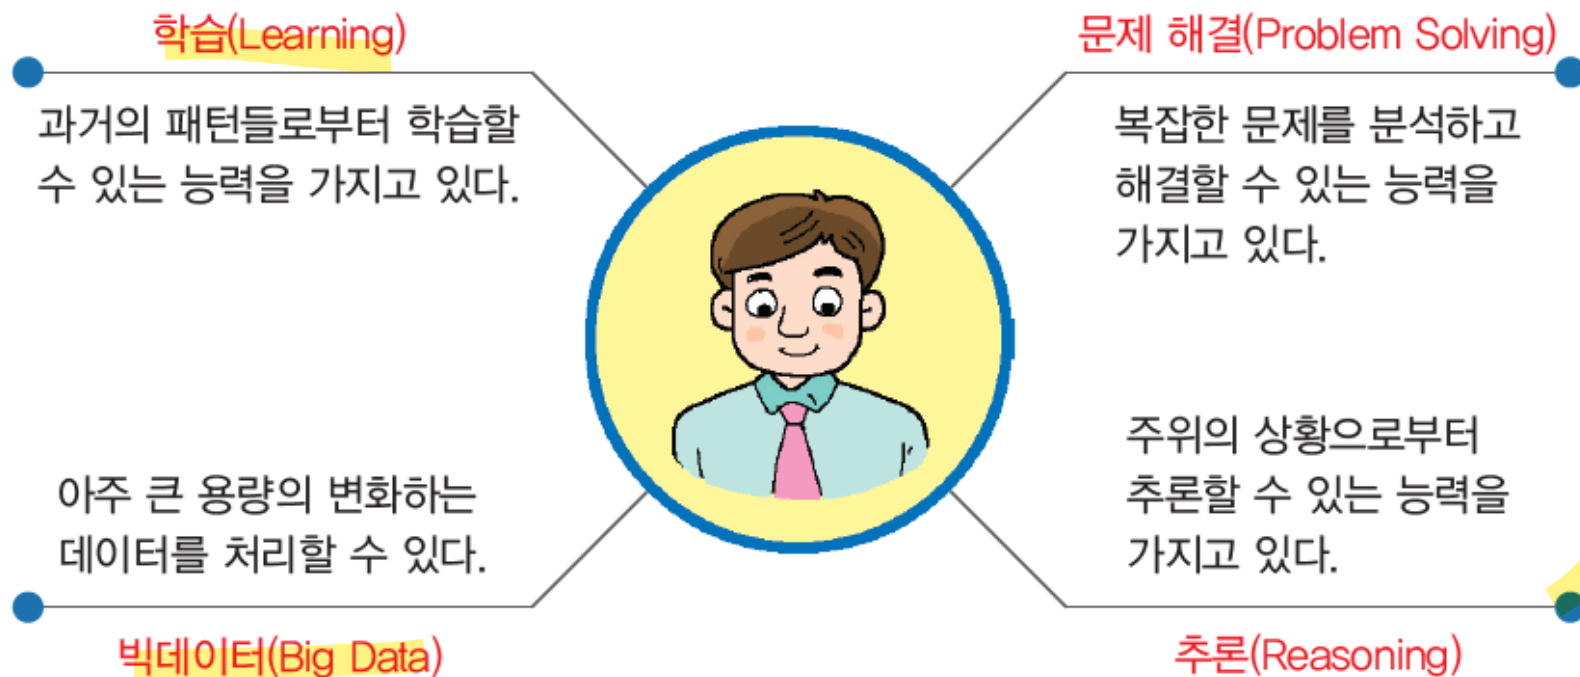 학습(Learning)
과거의 패턴들로부터 학습할
수 있는 능력을 가지고 있다.
문제 해결(Problem Solving)
복잡한 문제를 분석하고
해결할 수 있는 능력을
가지고 있다.
아주 큰 용량의 변화하는
데이터를 처리할 수 있다.
빅데이터(Big Data)
주위의 상황으로부터
추론할 수 있는 능력을
가지고 있다.
추론(Reasoning)